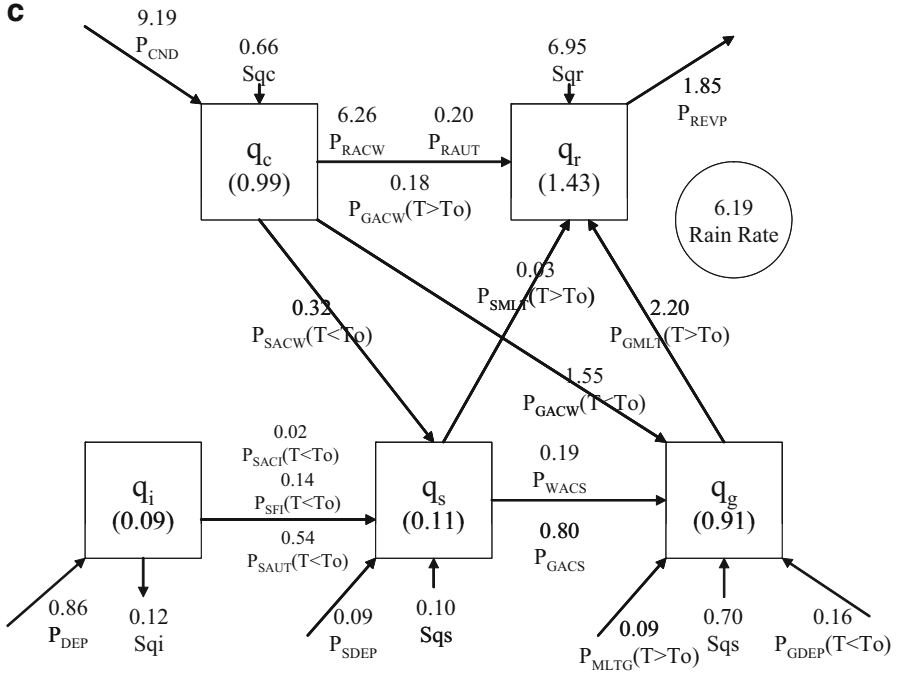 c
9.19
P_CND
0.66
Sqc
6.95
Sqr
1.85
P_REVP
q_c
(0.99)
6.26
P_RACW
0.20
P_RAUT
0.18
P_GACW(T>To)
q_r
(1.43)
6.19
Rain Rate
0.32
P_SACW(T<To)
0.03
P_SMLT(T>To)
2.20
P_GMLT(T>To)
1.55
P_GACW(T<To)
q_i
(0.09)
0.02
P_SACI(T<To)
0.14
P_SFI(T<To)
0.54
P_SAUT(T<To)
q_s
(0.11)
0.19
P_WACS
0.80
P_GACS
q_g
(0.91)
0.86
P_DEP
0.12
Sqi
0.09
P_SDEP
0.10
Sqs
0.09
P_MLTG(T>To)
0.70
Sqs
0.16
P_GDEP(T<To)